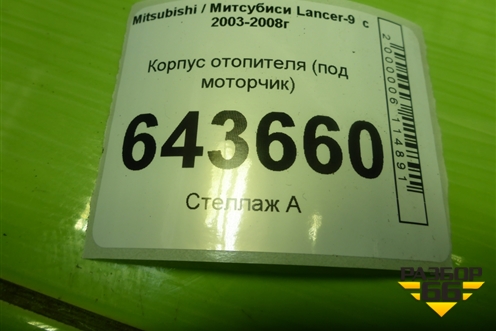 Mitsubishi / Митсубиси Lancer-9 с
2003-2008г
Корпус отопителя (под
моторчик)
643660
Стеллаж А
2000006114891
РАЗБОР
66